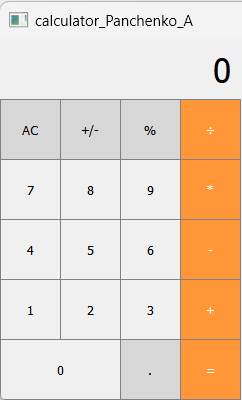 calculator_Panchenko_A
0
AC +/- % ÷
7 8 9 *
4 5 6 -
1 2 3 +
0 . =